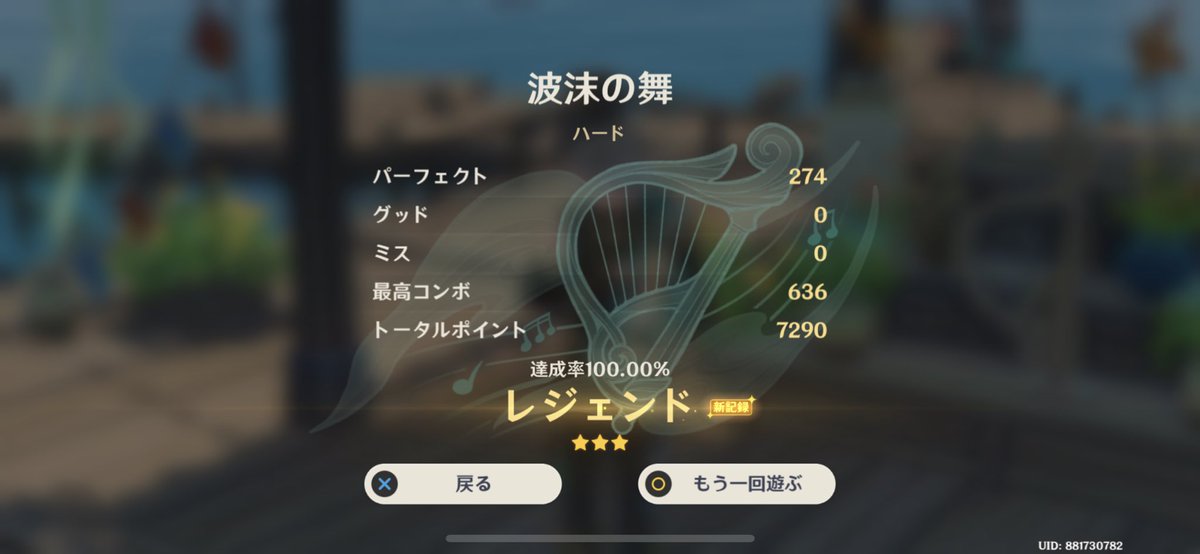 波沫の舞
ハード
パーフェクト 274
グッド 0
ミス 0
最高コンボ 636
トータルポイント 7290
達成率100.00%
レジェンド 新記録
戻る もう一回遊ぶ
UID: 881730782